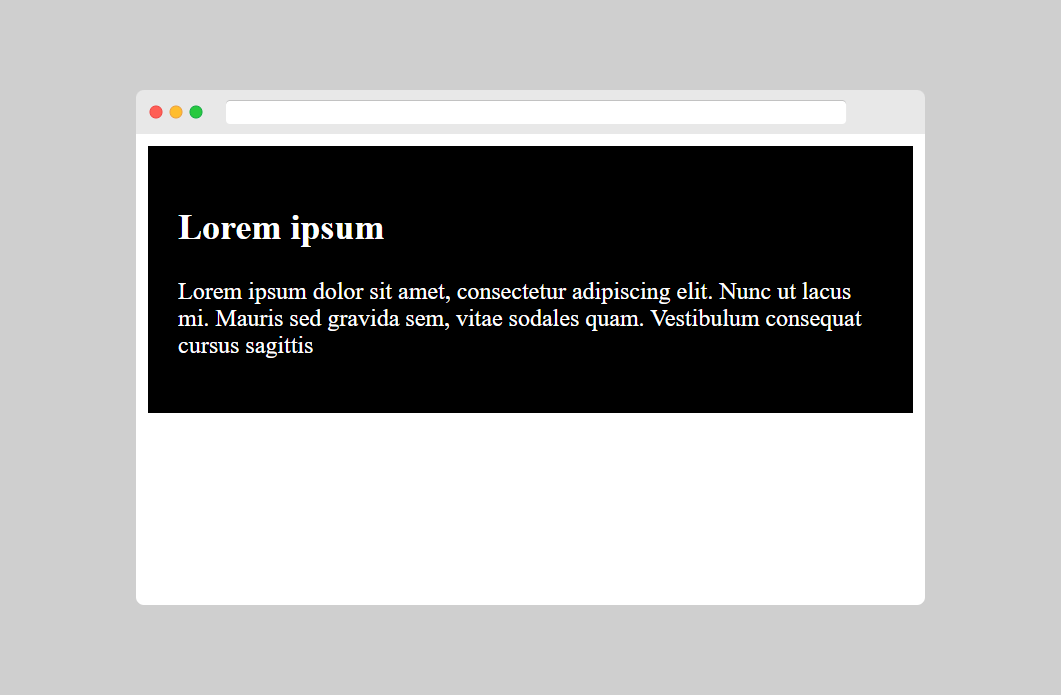 Lorem ipsum
Lorem ipsum dolor sit amet, consectetur adipiscing elit. Nunc ut lacus
mi. Mauris sed gravida sem, vitae sodales quam. Vestibulum consequat
cursus sagittis